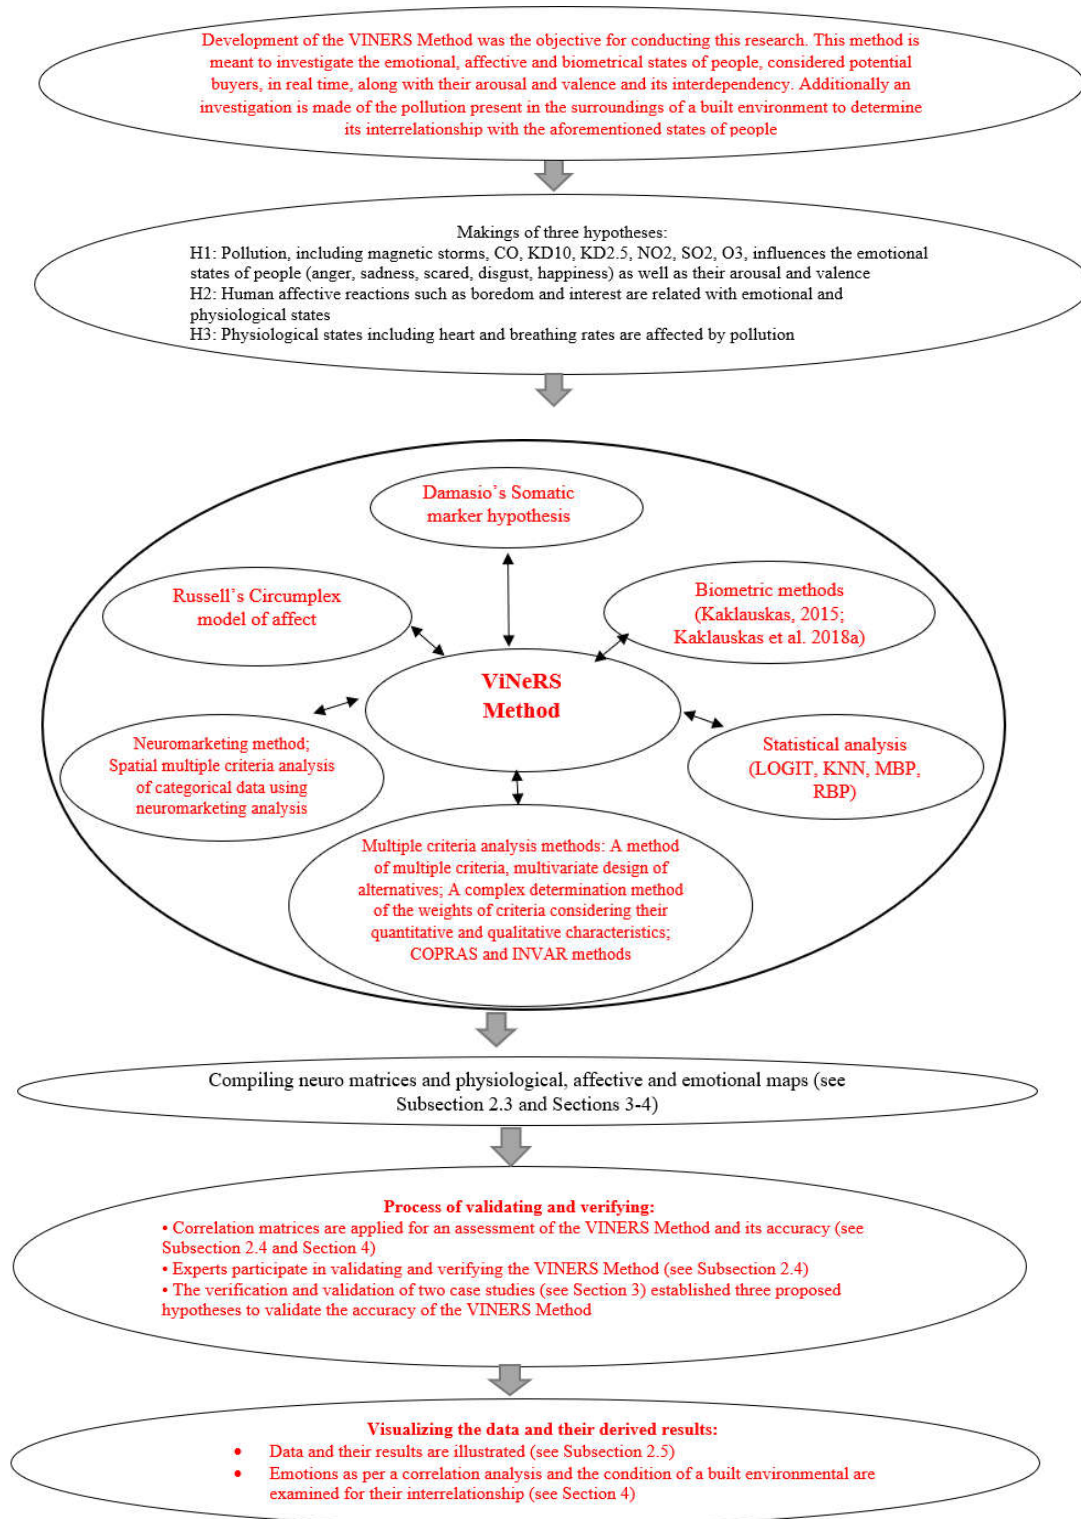 Development of the VINERS Method was the objective for conducting this research. This method is
meant to investigate the emotional, affective and biometrical states of people, considered potential
buyers, in real time, along with their arousal and valence and its interdependency. Additionally an
investigation is made of the pollution present in the surroundings of a built environment to determine
its interrelationship with the aforementioned states of people
Makings of three hypotheses:
H1: Pollution, including magnetic storms, CO, KD10, KD2.5, NO2, SO2, O3, influences the emotional
states of people (anger, sadness, scared, disgust, happiness) as well as their arousal and valence
H2: Human affective reactions such as boredom and interest are related with emotional and
physiological states
H3: Physiological states including heart and breathing rates are affected by pollution
Damasio's Somatic
marker hypothesis
Russell's Circumplex
model of affect
Biometric methods
(Kaklauskas, 2015;
Kaklauskas et al. 2018a)
ViNeRS
Method
Neuromarketing method;
Spatial multiple criteria analysis
of categorical data using
neuromarketing analysis
Statistical analysis
(LOGIT, KNN, MBP,
RBP)
Multiple criteria analysis methods: A method
of multiple criteria, multivariate design of
alternatives; A complex determination method
of the weights of criteria considering their
quantitative and qualitative characteristics;
COPRAS and INVAR methods
Compiling neuro matrices and physiological, affective and emotional maps (see
Subsection 2.3 and Sections 3-4)
Process of validating and verifying:
• Correlation matrices are applied for an assessment of the VINERS Method and its accuracy (see
Subsection 2.4 and Section 4)
• Experts participate in validating and verifying the VINERS Method (see Subsection 2.4)
• The verification and validation of two case studies (see Section 3) established three proposed
hypotheses to validate the accuracy of the VINERS Method
Visualizing the data and their derived results:
• Data and their results are illustrated (see Subsection 2.5)
• Emotions as per a correlation analysis and the condition of a built environmental are
examined for their interrelationship (see Section 4)